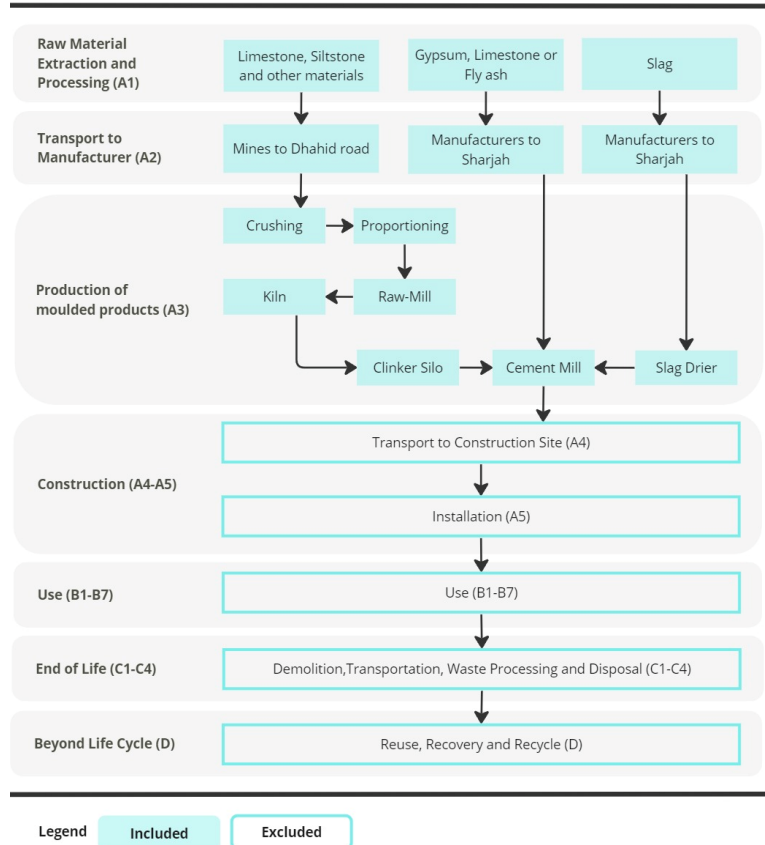 Raw Material
Extraction and
Processing (A1)
Limestone, Siltstone
and other materials
Gypsum, Limestone or
Fly ash
Slag
Transport to
Manufacturer (A2)
Mines to Dhahid road
Manufacturers to
Sharjah
Manufacturers to
Sharjah
Production of
moulded products (A3)
Crushing
Proportioning
Kiln
Raw-Mill
Clinker Silo
Cement Mill
Slag Drier
Construction (A4-A5)
Transport to Construction Site (A4)
Installation (A5)
Use (B1-B7)
Use (B1-B7)
End of Life (C1-C4)
Demolition,Transportation, Waste Processing and Disposal (C1-C4)
Beyond Life Cycle (D)
Reuse, Recovery and Recycle (D)
Legend
Included
Excluded